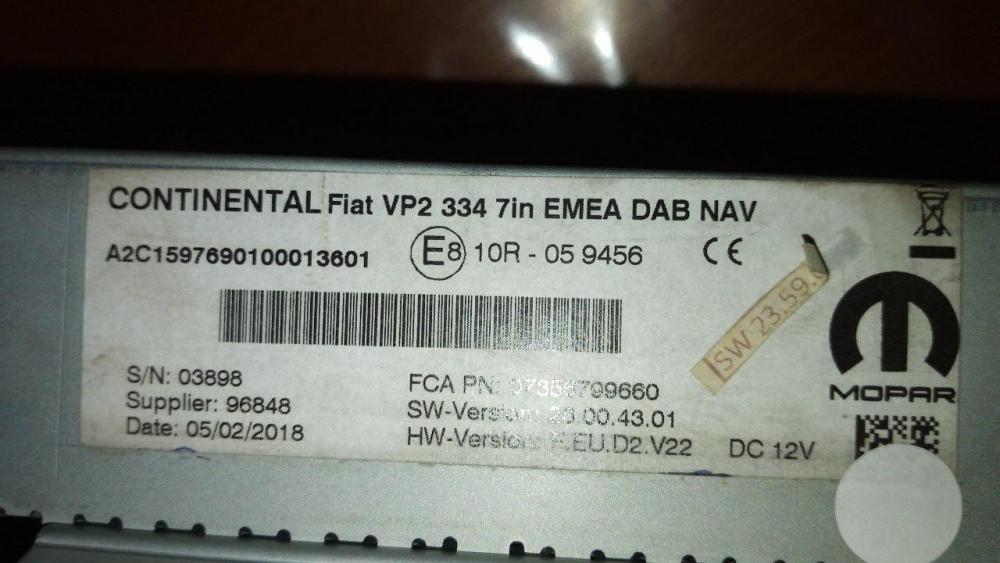 CONTINENTAL Fiat VP2 334 7in EMEA DAB NAV
A2C1597690100013601
E8 10R - 05 9456
CE
SW 23.59.
S/N: 03898
Supplier: 96848
Date: 05/02/2018
FCA PN:
SW-Version:
HW-Version:
DC 12V
MOPAR